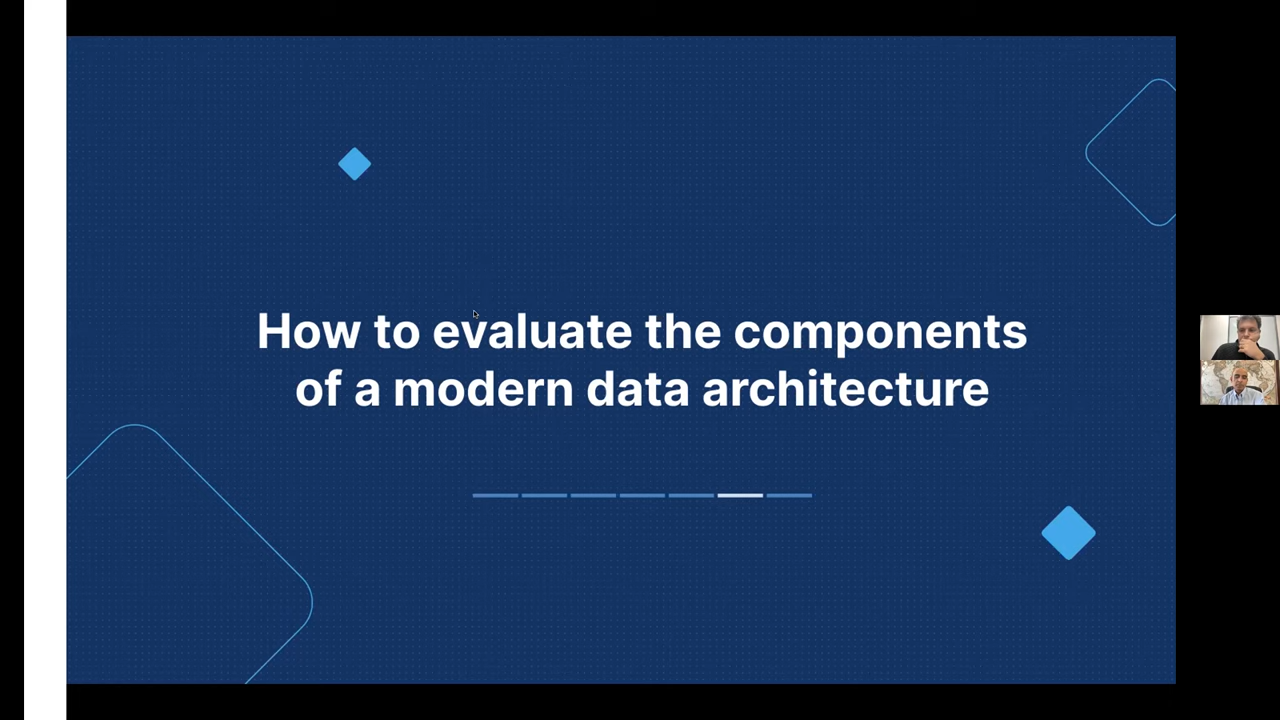 How to evaluate the components
of a modern data architecture